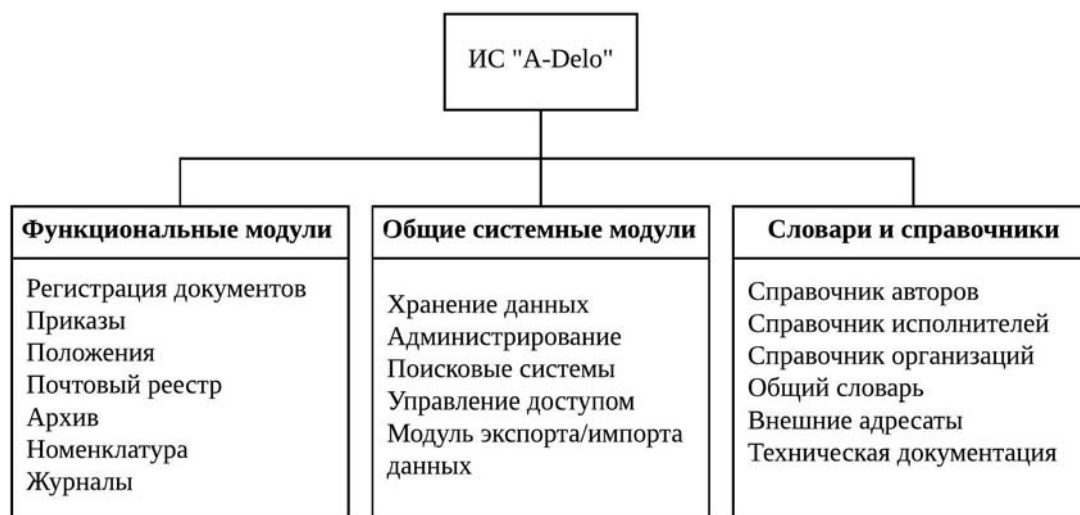 ИС "A-Delo"
Функциональные модули
Регистрация документов
Приказы
Положения
Почтовый реестр
Архив
Номенклатура
Журналы
Общие системные модули
Хранение данных
Администрирование
Поисковые системы
Управление доступом
Модуль экспорта/импорта
данных
Словари и справочники
Справочник авторов
Справочник исполнителей
Справочник организаций
Общий словарь
Внешние адресаты
Техническая документация